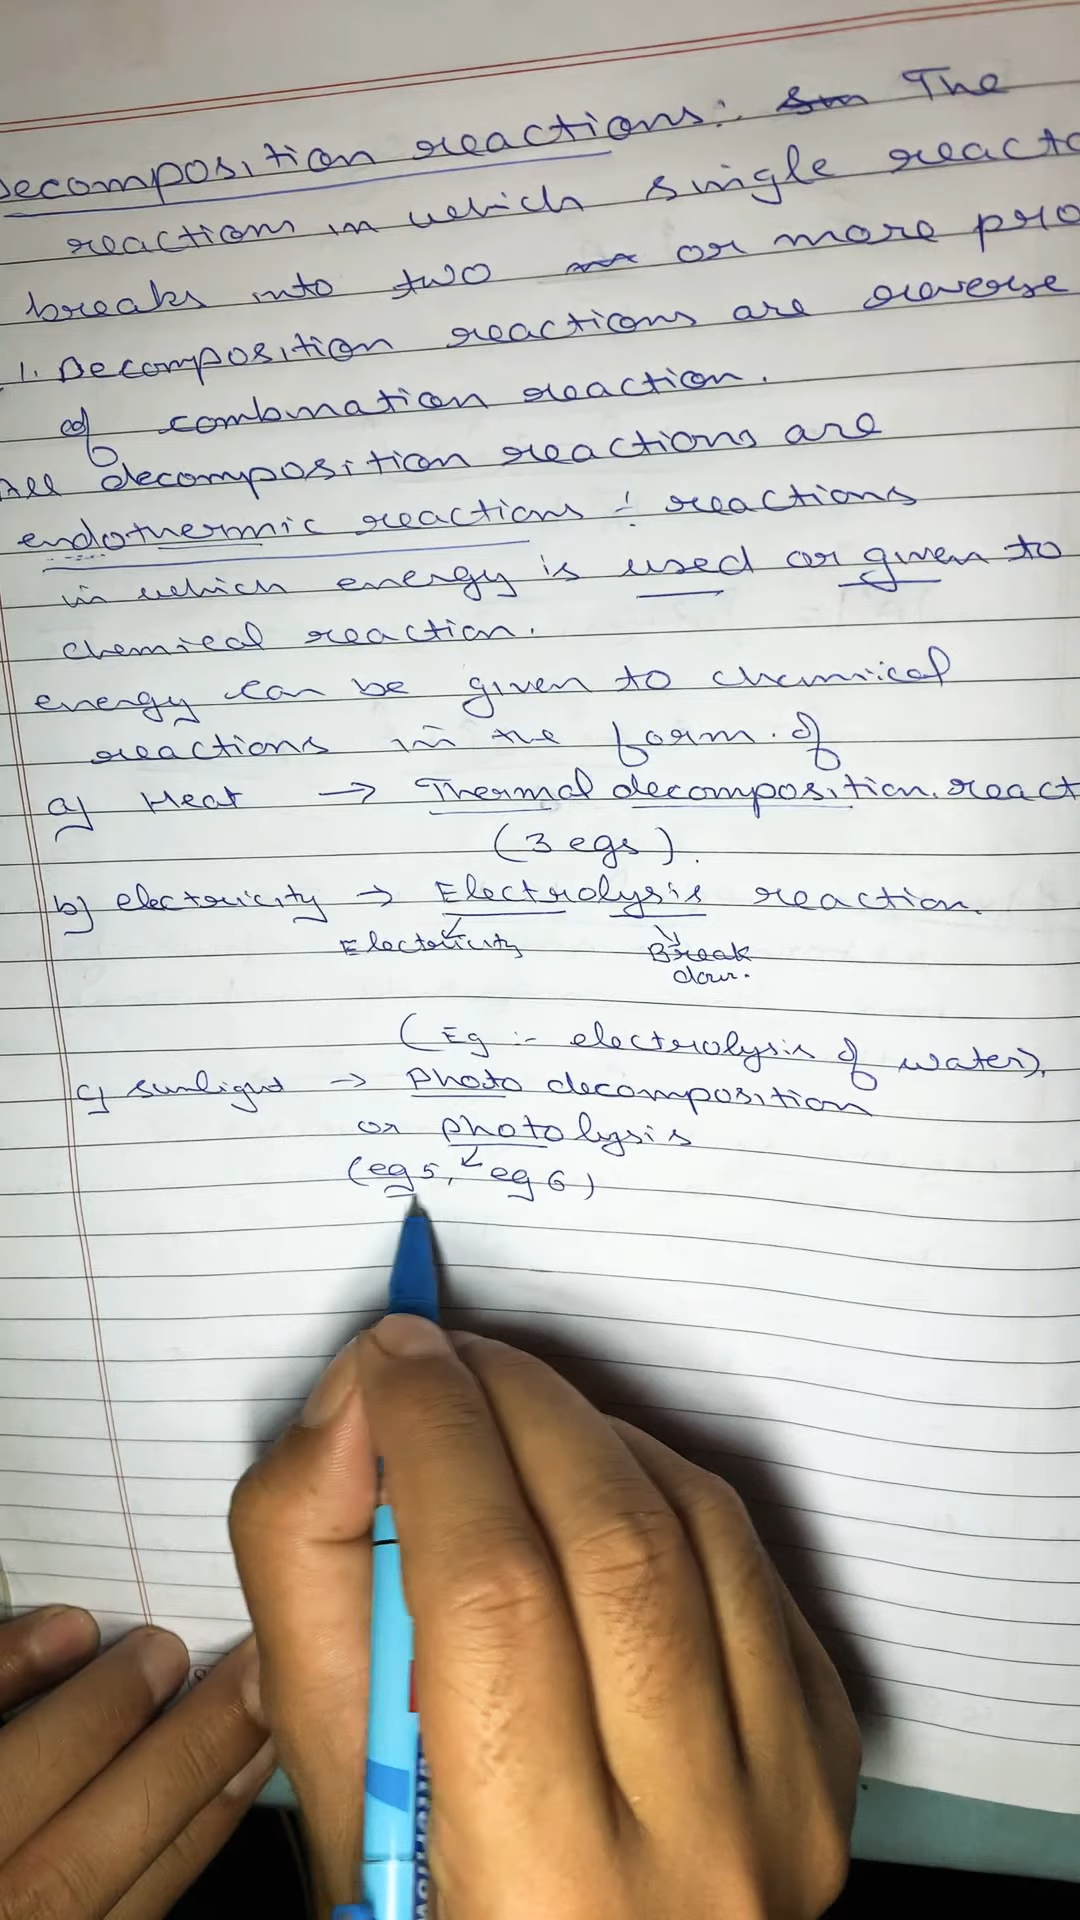 Decomposition reactions:- The
reactions in which single reacta
breaks into two or more pro
1. Decomposition reactions are reverse
of combination reaction.
All decomposition reactions are
endothermic reactions ÷ reactions
in which energy is used or given to
chemical reaction.
energy can be given to chemical
reactions in the form of
a) Heat → Thermal decomposition react
(3 egs).
b) electricity → Electrolysis reaction.
Electricity Break
down.
(Eg :- electrolysis of water).
c) sunlight → Photo decomposition
or photolysis
(eg 5, eg 6)